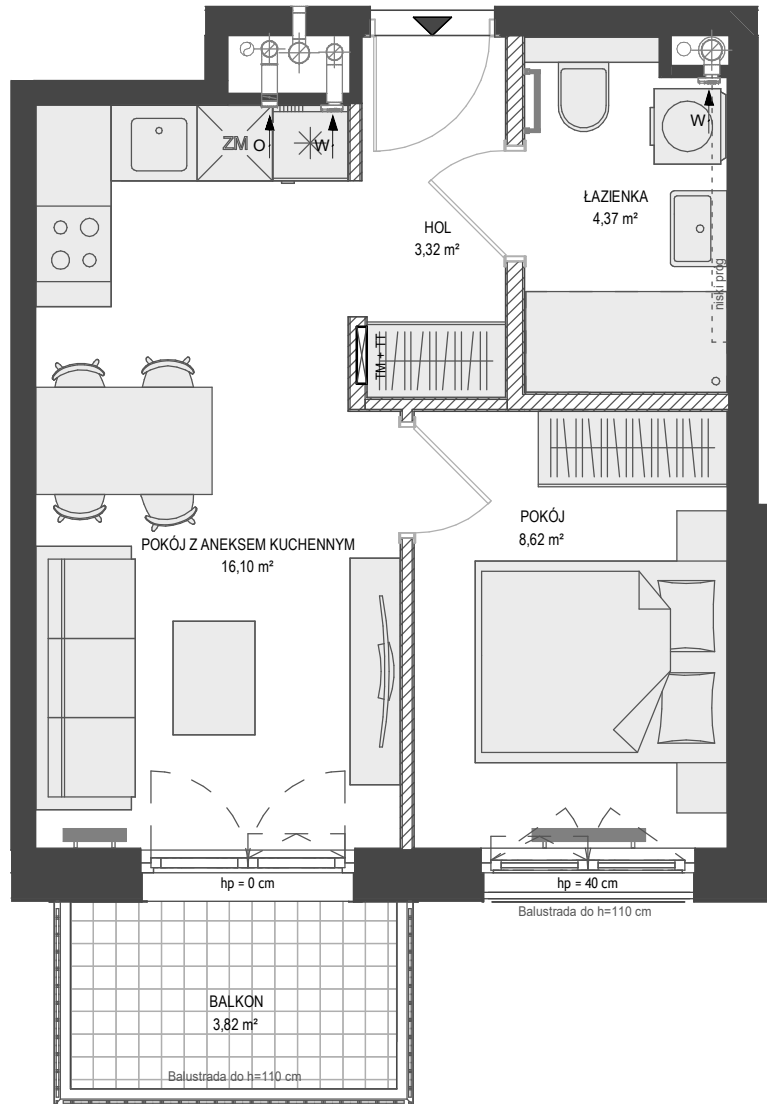 ZM
O
W
W
ŁAZIENKA
4,37 m²
HOL
3,32 m²
niski próg
TM + TT
POKÓJ
8,62 m²
POKÓJ Z ANEKSEM KUCHENNYM
16,10 m²
hp = 0 cm
hp = 40 cm
Balustrada do h=110 cm
BALKON
3,82 m²
Balustrada do h=110 cm